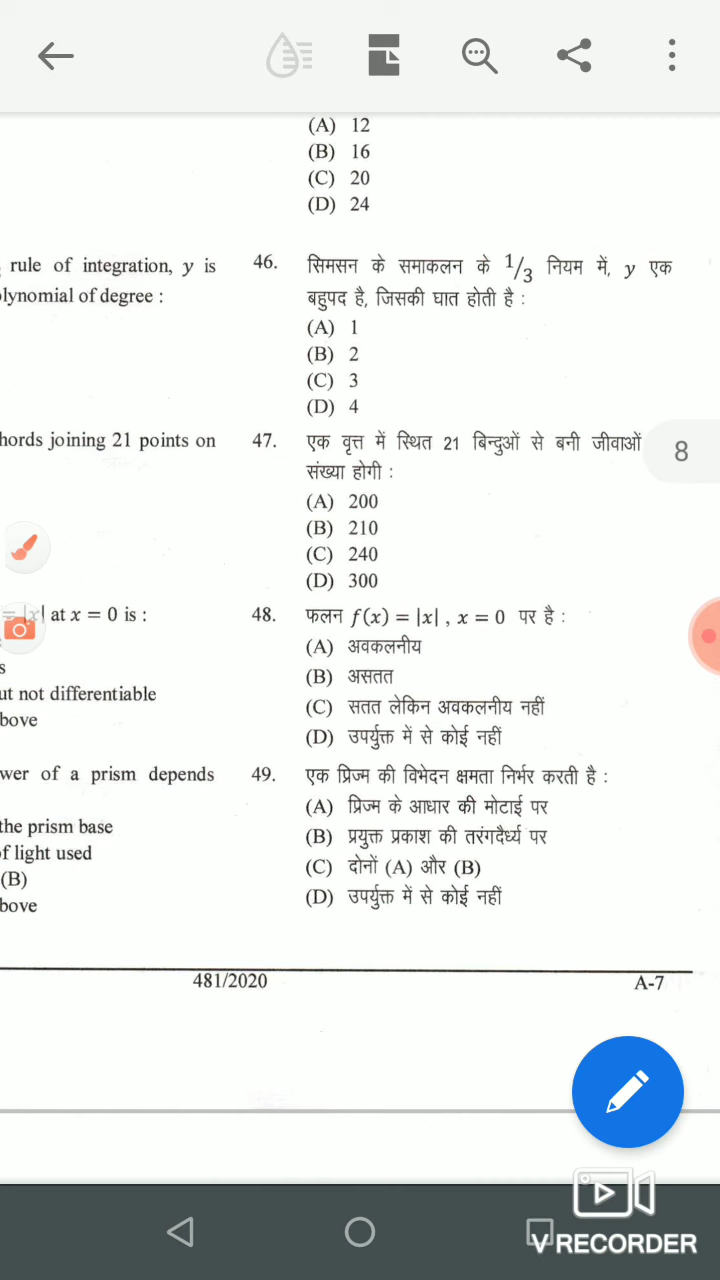 (A) 12
(B) 16
(C) 20
(D) 24
rule of integration, y is
lynomial of degree :
46. सिमसन के समाकलन के 1/3 नियम में, y एक
बहुपद है, जिसकी घात होती है :
(A) 1
(B) 2
(C) 3
(D) 4
hords joining 21 points on
47. एक वृत्त में स्थित 21 बिन्दुओं से बनी जीवाओं
संख्या होगी :
(A) 200
(B) 210
(C) 240
(D) 300
8
= |x| at x = 0 is :
s
ut not differentiable
bove
48. फलन f(x) = |x| , x = 0 पर है :
(A) अवकलनीय
(B) असतत
(C) सतत लेकिन अवकलनीय नहीं
(D) उपर्युक्त में से कोई नहीं
wer of a prism depends
the prism base
f light used
(B)
bove
49. एक प्रिज्म की विभेदन क्षमता निर्भर करती है :
(A) प्रिज्म के आधार की मोटाई पर
(B) प्रयुक्त प्रकाश की तरंगदैर्ध्य पर
(C) दोनों (A) और (B)
(D) उपर्युक्त में से कोई नहीं
481/2020
A-7
VRECORDER